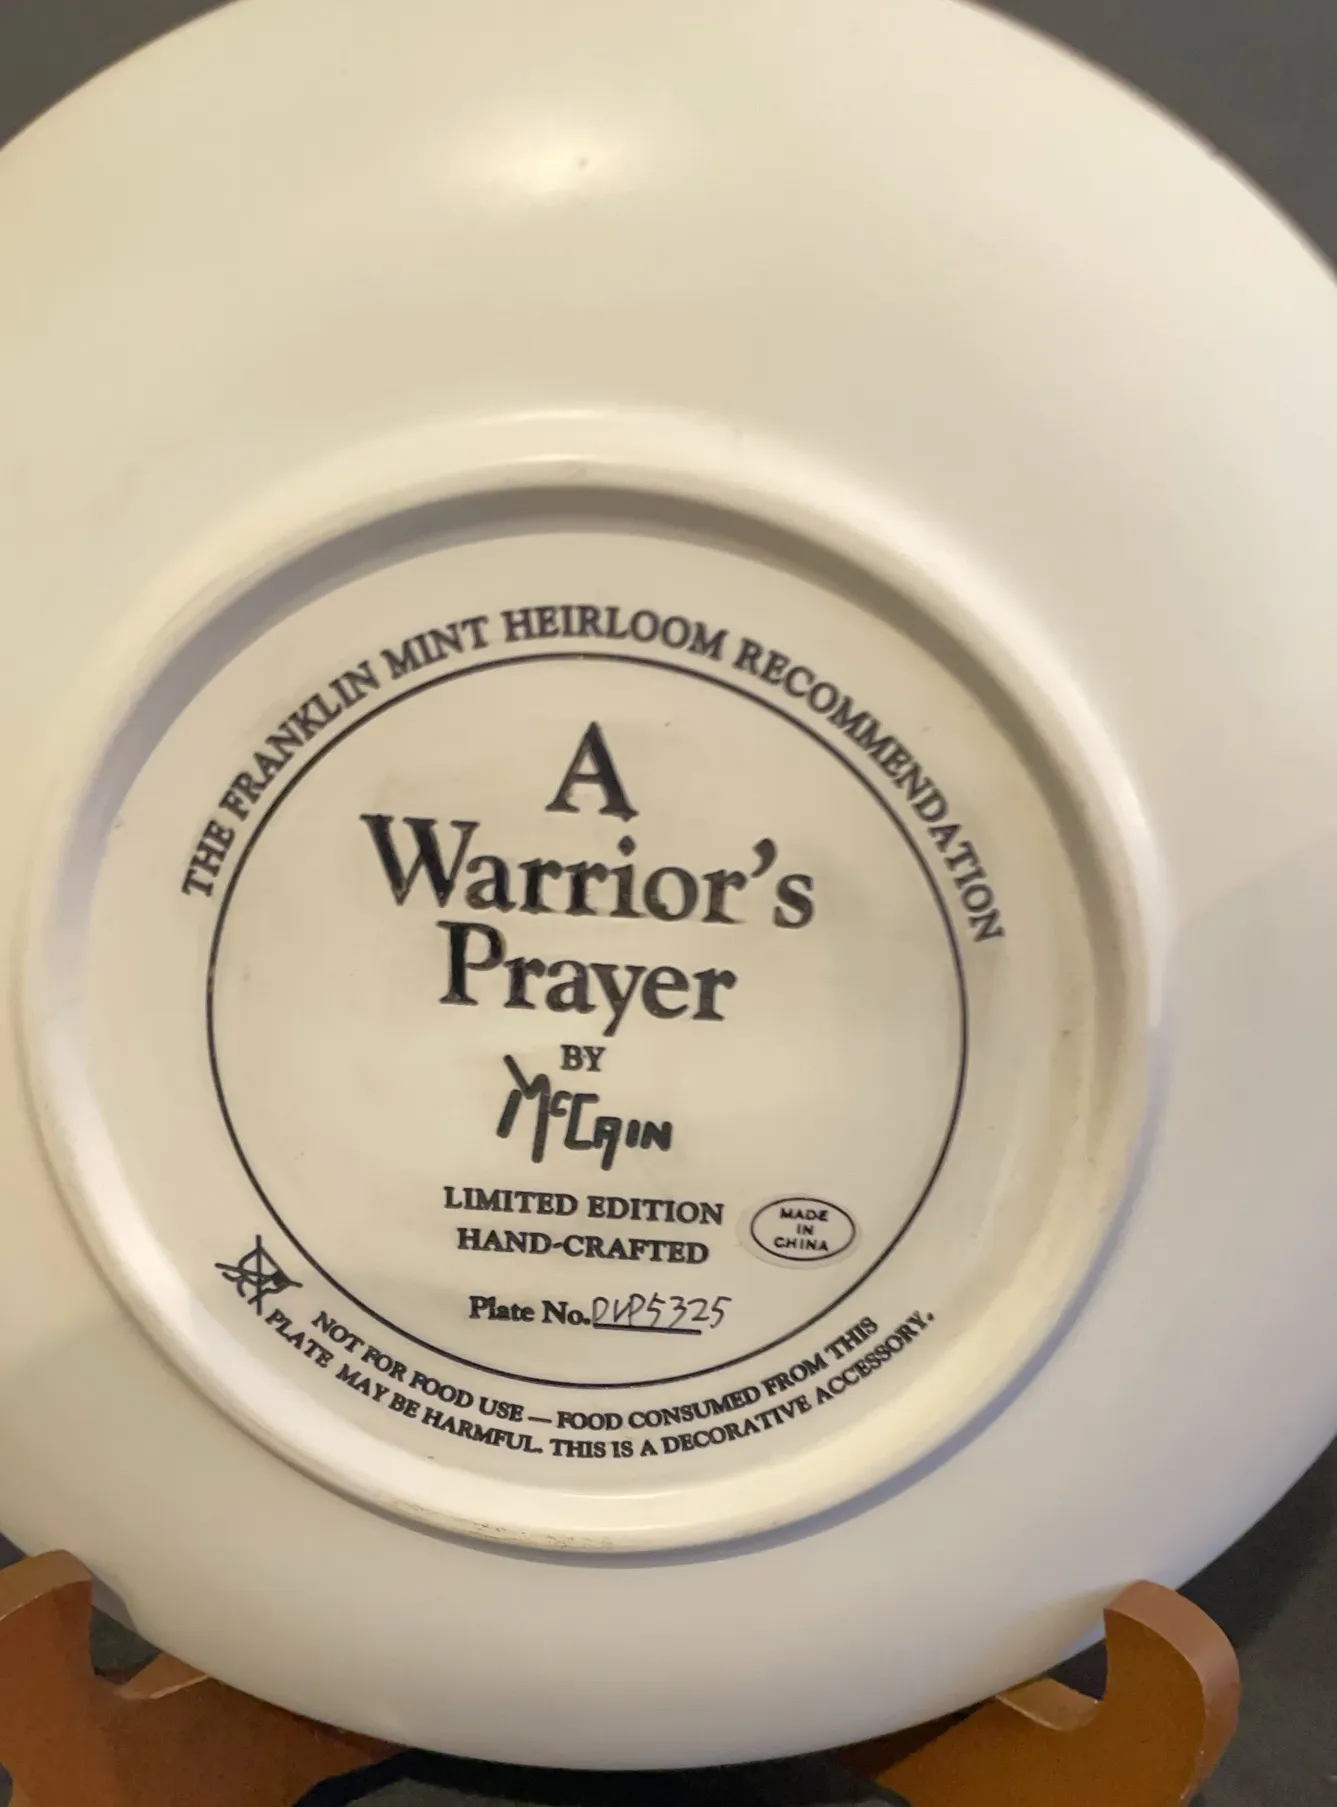 THE FRANKLIN MINT HEIRLOOM RECOMMENDATION
A
Warrior's
Prayer
BY
McCAIN
LIMITED EDITION
HAND-CRAFTED
MADE
IN
CHINA
Plate No. DVP5325
NOT FOR FOOD USE — FOOD CONSUMED FROM THIS
PLATE MAY BE HARMFUL. THIS IS A DECORATIVE ACCESSORY.